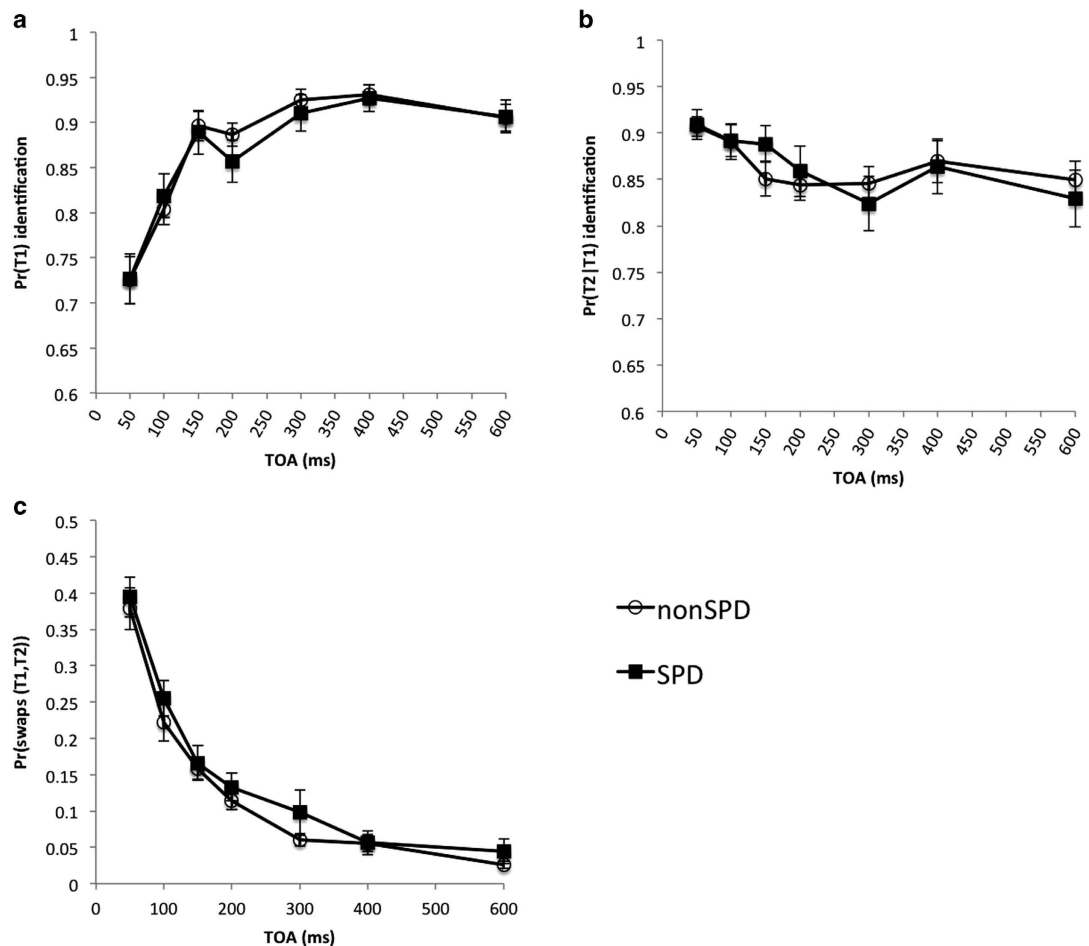 a
1
0.95
0.9
0.85
0.8
0.75
0.7
0.65
0.6
Pr(T1) identification
0 50 100 150 200 250 300 350 400 450 500 550 600
TOA (ms)
b
1
0.95
0.9
0.85
0.8
0.75
0.7
0.65
0.6
Pr(T2|T1) identification
0 50 100 150 200 250 300 350 400 450 500 550 600
TOA (ms)
c
0.5
0.45
0.4
0.35
0.3
0.25
0.2
0.15
0.1
0.05
0
Pr(swaps (T1,T2))
0 100 200 300 400 500 600
TOA (ms)
nonSPD
SPD